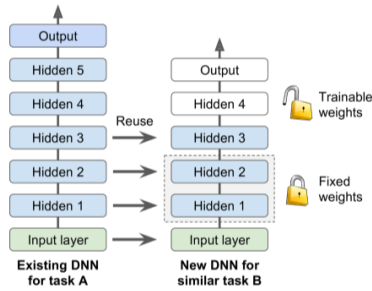 Output
Hidden 5
Hidden 4
Hidden 3
Hidden 2
Hidden 1
Input layer
Existing DNN
for task A
Reuse
Output
Hidden 4
Hidden 3
Hidden 2
Hidden 1
Input layer
New DNN for
similar task B
Trainable
weights
Fixed
weights